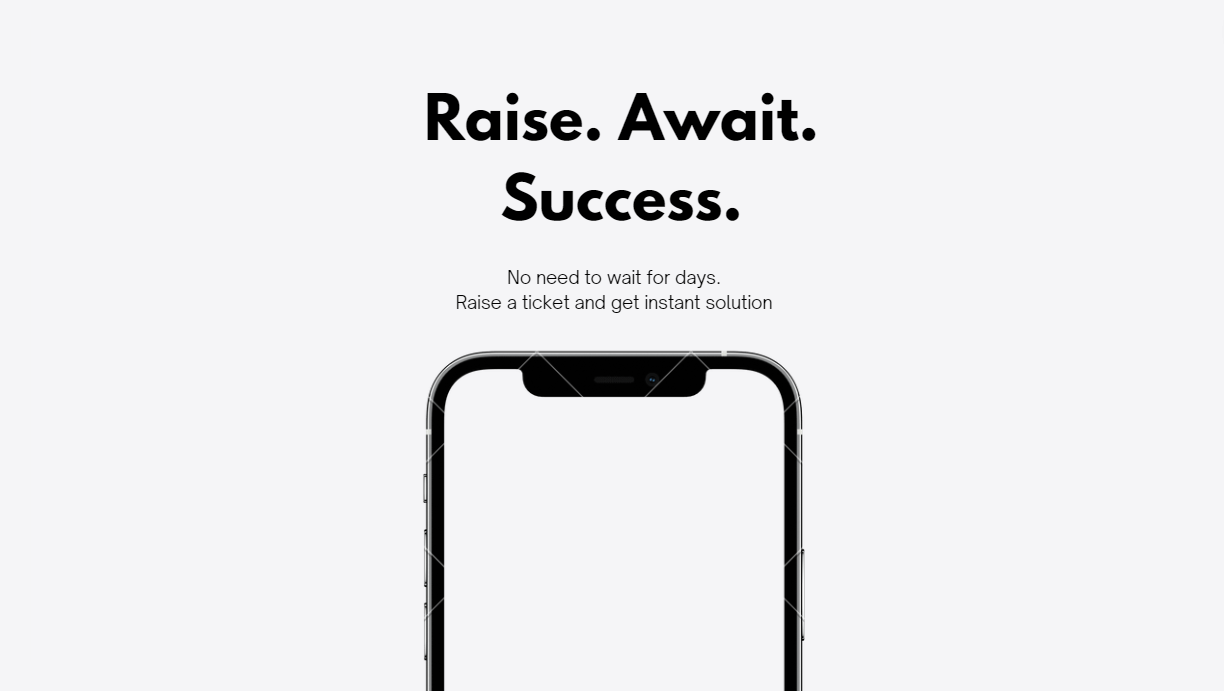 Raise. Await.
Success.
No need to wait for days.
Raise a ticket and get instant solution